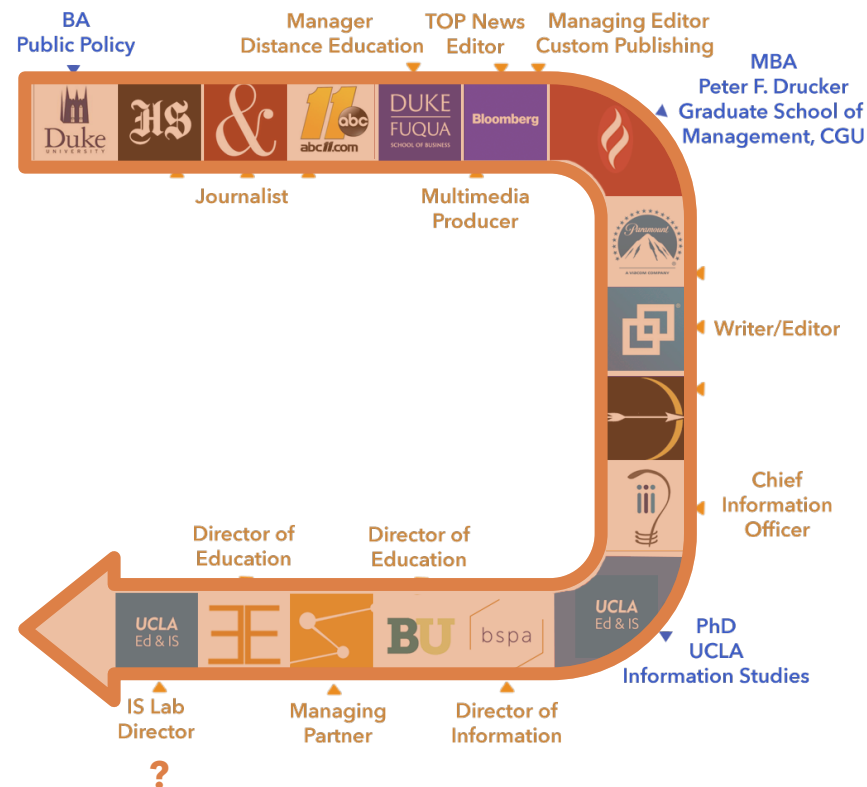 BA
Public Policy
Manager
Distance Education
TOP News
Editor
Managing Editor
Custom Publishing
MBA
Peter F. Drucker
Graduate School of
Management, CGU
Duke
UNIVERSITY
HS
&
11
abc
abc11.com
DUKE
FUQUA
SCHOOL OF BUSINESS
Bloomberg
Journalist
Multimedia
Producer
Paramount
A VIACOM COMPANY
Writer/Editor
Chief
Information
Officer
PhD
UCLA
Information Studies
UCLA
Ed & IS
bspa
BU
Director of
Education
Director of
Education
UCLA
Ed & IS
IS Lab
Director
?
Managing
Partner
Director of
Information